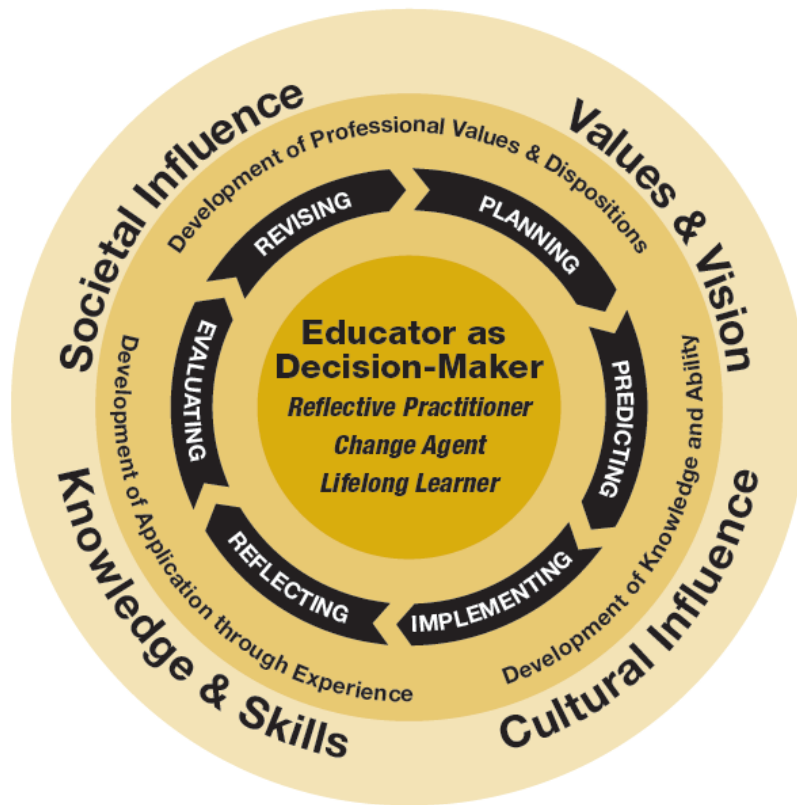 Societal Influence
Values & Vision
Cultural Influence
Knowledge & Skills
Development of Professional Values & Dispositions
Development of Knowledge and Ability
Development of Application through Experience
PLANNING
PREDICTING
IMPLEMENTING
REFLECTING
EVALUATING
REVISING
Educator as
Decision-Maker
Reflective Practitioner
Change Agent
Lifelong Learner